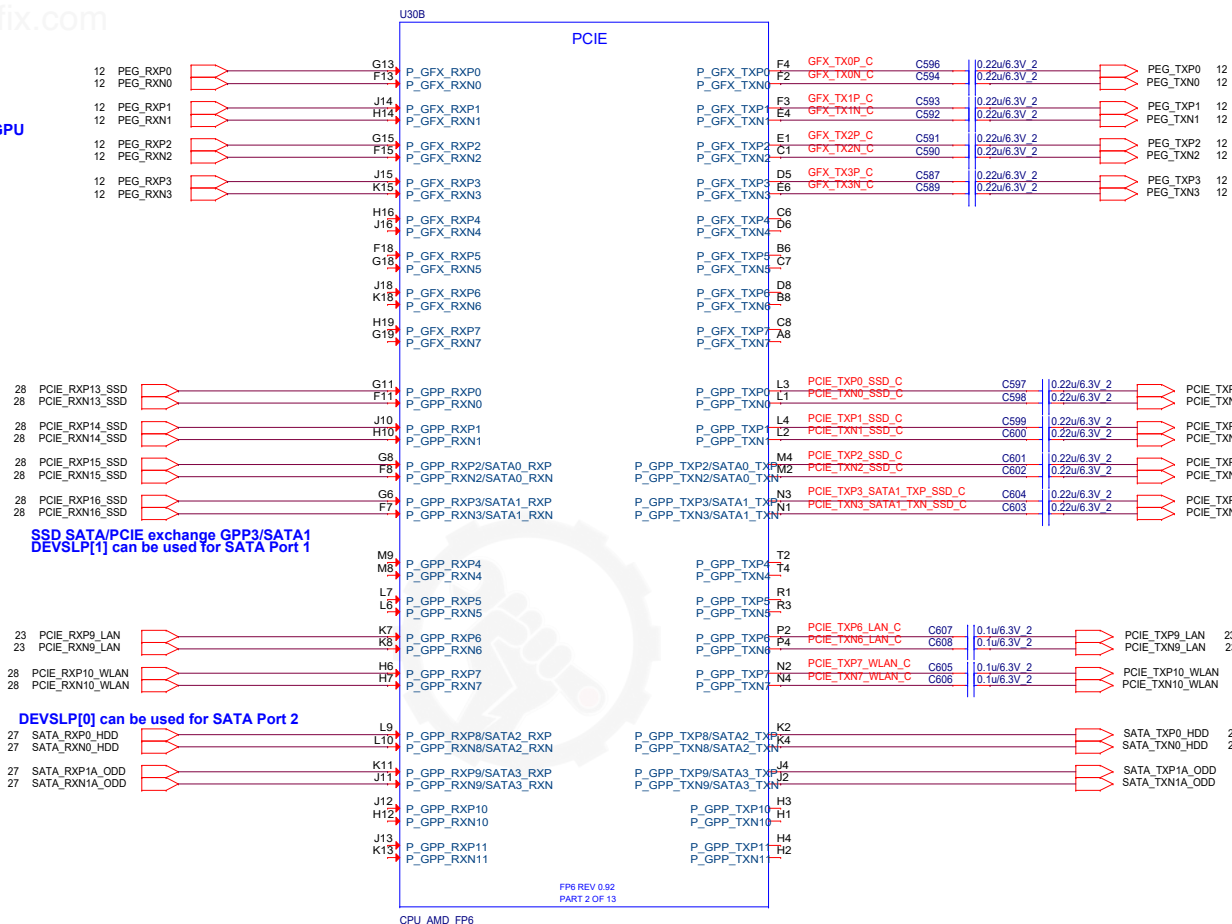 fix.com
U30B
PCIE
12 PEG_RXP0 G13 P_GFX_RXP0 P_GFX_TXP0 F4 GFX_TX0P_C C596 0.22u/6.3V_2 PEG_TXP0 12
12 PEG_RXN0 F13 P_GFX_RXN0 P_GFX_TXN0 F2 GFX_TX0N_C C594 0.22u/6.3V_2 PEG_TXN0 12
12 PEG_RXP1 J14 P_GFX_RXP1 P_GFX_TXP1 F3 GFX_TX1P_C C593 0.22u/6.3V_2 PEG_TXP1 12
12 PEG_RXN1 H14 P_GFX_RXN1 P_GFX_TXN1 E4 GFX_TX1N_C C592 0.22u/6.3V_2 PEG_TXN1 12
GPU
12 PEG_RXP2 G15 P_GFX_RXP2 P_GFX_TXP2 E1 GFX_TX2P_C C591 0.22u/6.3V_2 PEG_TXP2 12
12 PEG_RXN2 F15 P_GFX_RXN2 P_GFX_TXN2 C1 GFX_TX2N_C C590 0.22u/6.3V_2 PEG_TXN2 12
12 PEG_RXP3 J15 P_GFX_RXP3 P_GFX_TXP3 D5 GFX_TX3P_C C587 0.22u/6.3V_2 PEG_TXP3 12
12 PEG_RXN3 K15 P_GFX_RXN3 P_GFX_TXN3 E6 GFX_TX3N_C C589 0.22u/6.3V_2 PEG_TXN3 12
H16 P_GFX_RXP4 P_GFX_TXP4 C6
J16 P_GFX_RXN4 P_GFX_TXN4 D6
F18 P_GFX_RXP5 P_GFX_TXP5 B6
G18 P_GFX_RXN5 P_GFX_TXN5 C7
J18 P_GFX_RXP6 P_GFX_TXP6 D8
K18 P_GFX_RXN6 P_GFX_TXN6 B8
H19 P_GFX_RXP7 P_GFX_TXP7 C8
G19 P_GFX_RXN7 P_GFX_TXN7 A8
28 PCIE_RXP13_SSD G11 P_GPP_RXP0 P_GPP_TXP0 L3 PCIE_TXP0_SSD_C C597 0.22u/6.3V_2 PCIE_TXP
28 PCIE_RXN13_SSD F11 P_GPP_RXN0 P_GPP_TXN0 L1 PCIE_TXN0_SSD_C C598 0.22u/6.3V_2 PCIE_TXN
28 PCIE_RXP14_SSD J10 P_GPP_RXP1 P_GPP_TXP1 L4 PCIE_TXP1_SSD_C C599 0.22u/6.3V_2 PCIE_TXP
28 PCIE_RXN14_SSD H10 P_GPP_RXN1 P_GPP_TXN1 L2 PCIE_TXN1_SSD_C C600 0.22u/6.3V_2 PCIE_TXN
28 PCIE_RXP15_SSD G8 P_GPP_RXP2/SATA0_RXP P_GPP_TXP2/SATA0_TXP M4 PCIE_TXP2_SSD_C C601 0.22u/6.3V_2 PCIE_TXP
28 PCIE_RXN15_SSD F8 P_GPP_RXN2/SATA0_RXN P_GPP_TXN2/SATA0_TXN M2 PCIE_TXN2_SSD_C C602 0.22u/6.3V_2 PCIE_TXN
28 PCIE_RXP16_SSD G6 P_GPP_RXP3/SATA1_RXP P_GPP_TXP3/SATA1_TXP N3 PCIE_TXP3_SATA1_TXP_SSD_C C604 0.22u/6.3V_2 PCIE_TXP
28 PCIE_RXN16_SSD F7 P_GPP_RXN3/SATA1_RXN P_GPP_TXN3/SATA1_TXN N1 PCIE_TXN3_SATA1_TXN_SSD_C C603 0.22u/6.3V_2 PCIE_TXN
SSD SATA/PCIE exchange GPP3/SATA1
DEVSLP[1] can be used for SATA Port 1
M9 P_GPP_RXP4 P_GPP_TXP4 T2
M8 P_GPP_RXN4 P_GPP_TXN4 T4
L7 P_GPP_RXP5 P_GPP_TXP5 R1
L6 P_GPP_RXN5 P_GPP_TXN5 R3
23 PCIE_RXP9_LAN K7 P_GPP_RXP6 P_GPP_TXP6 P2 PCIE_TXP6_LAN_C C607 0.1u/6.3V_2 PCIE_TXP9_LAN 23
23 PCIE_RXN9_LAN K8 P_GPP_RXN6 P_GPP_TXN6 P4 PCIE_TXN6_LAN_C C608 0.1u/6.3V_2 PCIE_TXN9_LAN 23
28 PCIE_RXP10_WLAN H6 P_GPP_RXP7 P_GPP_TXP7 N2 PCIE_TXP7_WLAN_C C605 0.1u/6.3V_2 PCIE_TXP10_WLAN
28 PCIE_RXN10_WLAN H7 P_GPP_RXN7 P_GPP_TXN7 N4 PCIE_TXN7_WLAN_C C606 0.1u/6.3V_2 PCIE_TXN10_WLAN
DEVSLP[0] can be used for SATA Port 2
27 SATA_RXP0_HDD L9 P_GPP_RXP8/SATA2_RXP P_GPP_TXP8/SATA2_TXP K2 SATA_TXP0_HDD 2
27 SATA_RXN0_HDD L10 P_GPP_RXN8/SATA2_RXN P_GPP_TXN8/SATA2_TXN K4 SATA_TXN0_HDD 2
27 SATA_RXP1A_ODD K11 P_GPP_RXP9/SATA3_RXP P_GPP_TXP9/SATA3_TXP J4 SATA_TXP1A_ODD
27 SATA_RXN1A_ODD J11 P_GPP_RXN9/SATA3_RXN P_GPP_TXN9/SATA3_TXN J2 SATA_TXN1A_ODD
J12 P_GPP_RXP10 P_GPP_TXP10 H3
H12 P_GPP_RXN10 P_GPP_TXN10 H1
J13 P_GPP_RXP11 P_GPP_TXP11 H4
K13 P_GPP_RXN11 P_GPP_TXN11 H2
FP6 REV 0.92
PART 2 OF 13
CPU_AMD_FP6